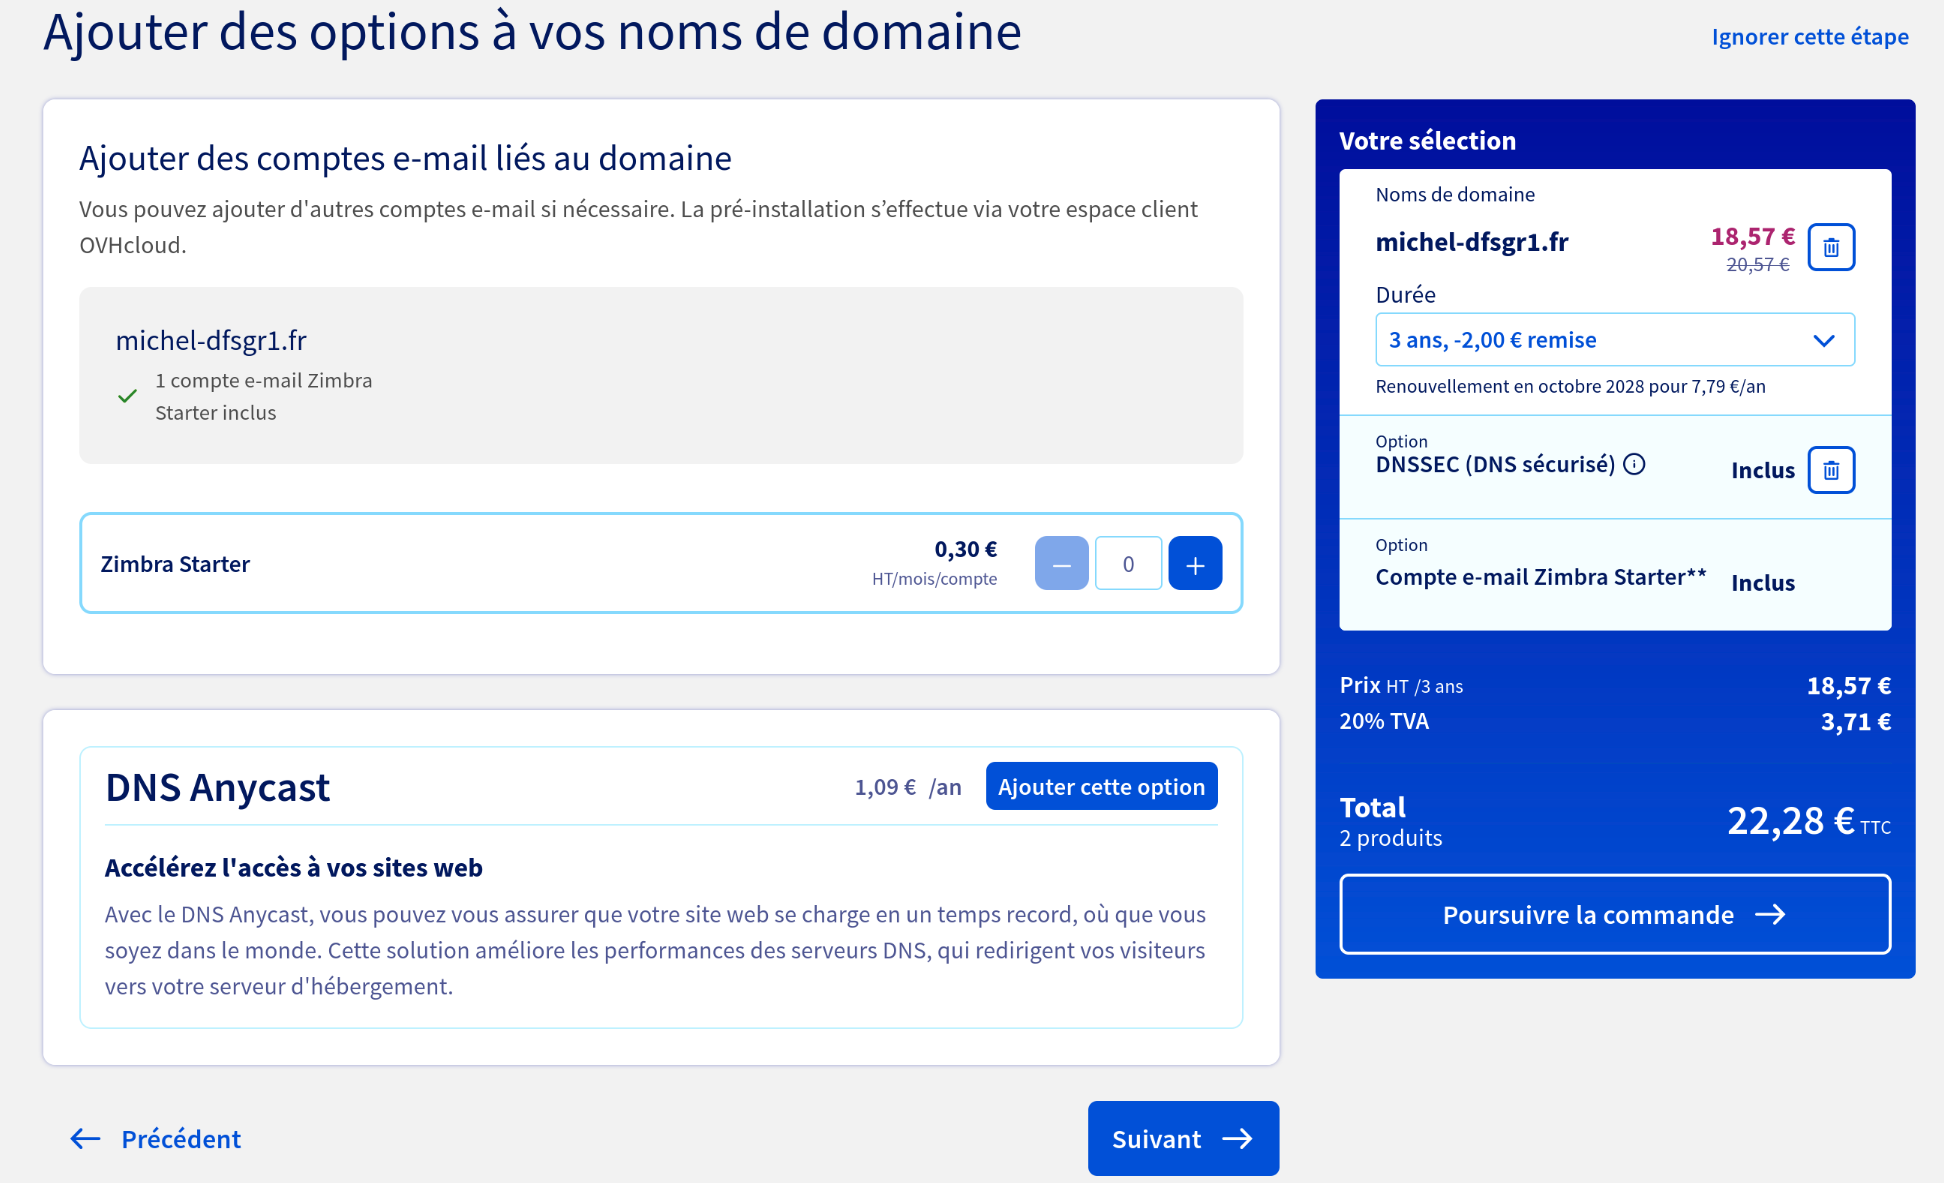 Ajouter des options à vos noms de domaine
Ignorer cette étape
Ajouter des comptes e-mail liés au domaine
Vous pouvez ajouter d'autres comptes e-mail si nécessaire. La pré-installation s’effectue via votre espace client
OVHcloud.
michel-dfsgr1.fr
1 compte e-mail Zimbra
Starter inclus
Zimbra Starter
0,30 €
HT/mois/compte
0
DNS Anycast
1,09 € /an
Ajouter cette option
Accélérez l'accès à vos sites web
Avec le DNS Anycast, vous pouvez vous assurer que votre site web se charge en un temps record, où que vous
soyez dans le monde. Cette solution améliore les performances des serveurs DNS, qui redirigent vos visiteurs
vers votre serveur d'hébergement.
Précédent
Suivant
Votre sélection
Noms de domaine
michel-dfsgr1.fr
18,57 €
20,57 €
Durée
3 ans, -2,00 € remise
Renouvellement en octobre 2028 pour 7,79 €/an
Option
DNSSEC (DNS sécurisé)
Inclus
Option
Compte e-mail Zimbra Starter**
Inclus
Prix HT /3 ans
18,57 €
20% TVA
3,71 €
Total
2 produits
22,28 € TTC
Poursuivre la commande